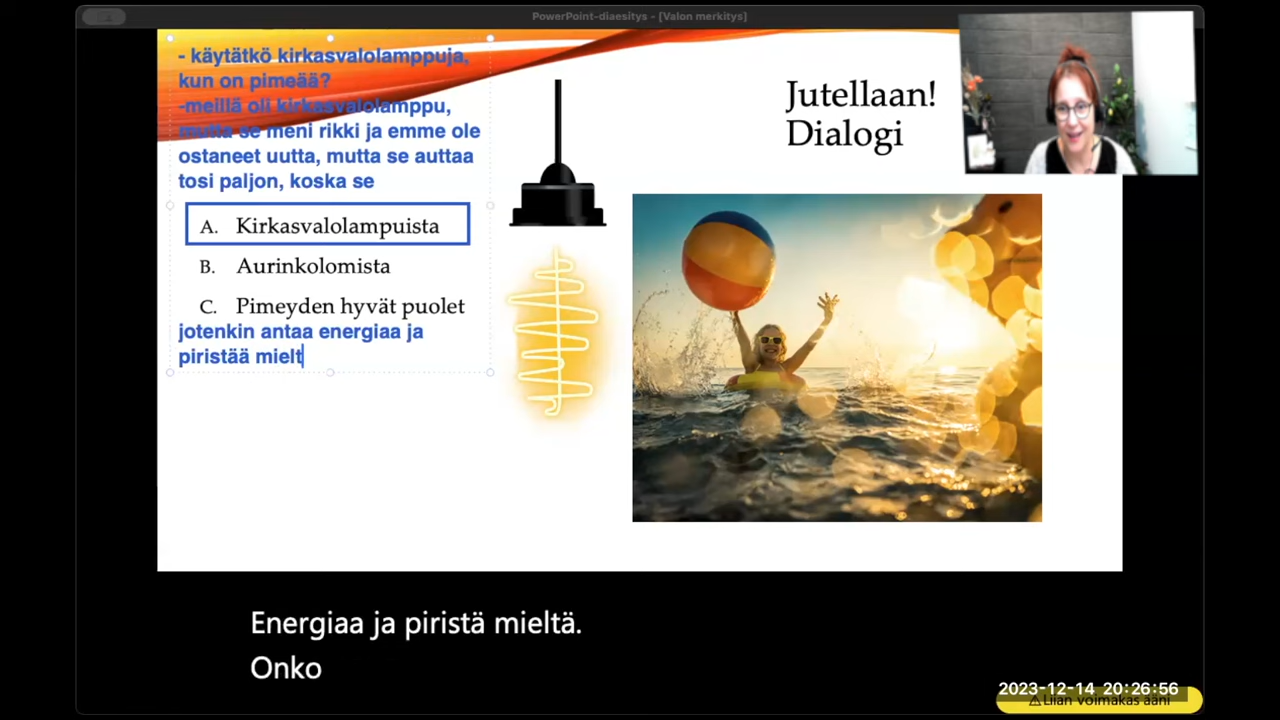 PowerPoint-diaesitys - [Valon merkitys]
- käytätkö kirkasvalolamppuja,
kun on pimeää?
-meillä oli kirkasvalolamppu,
mutta se meni rikki ja emme ole
ostaneet uutta, mutta se auttaa
tosi paljon, koska se
A. Kirkasvalolampuista
B. Aurinkolomista
C. Pimeyden hyvät puolet
jotenkin antaa energiaa ja
piristää mielt
Jutellaan!
Dialogi
Energiaa ja piristä mieltä.
Onko
2023-12-14 20:26:56
⚠Liian voimakas ääni